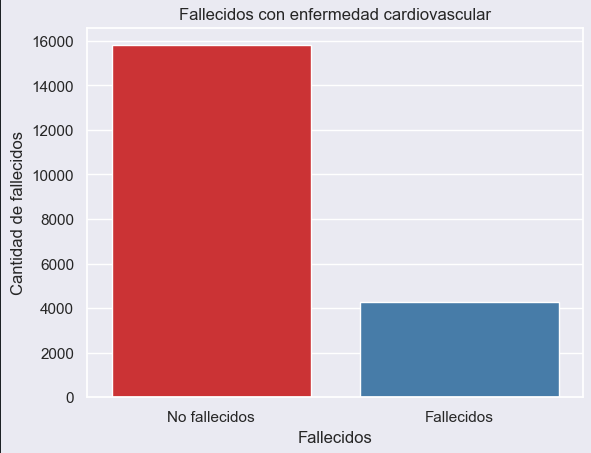 Fallecidos con enfermedad cardiovascular
Cantidad de fallecidos
16000
14000
12000
10000
8000
6000
4000
2000
0
No fallecidos
Fallecidos
Fallecidos